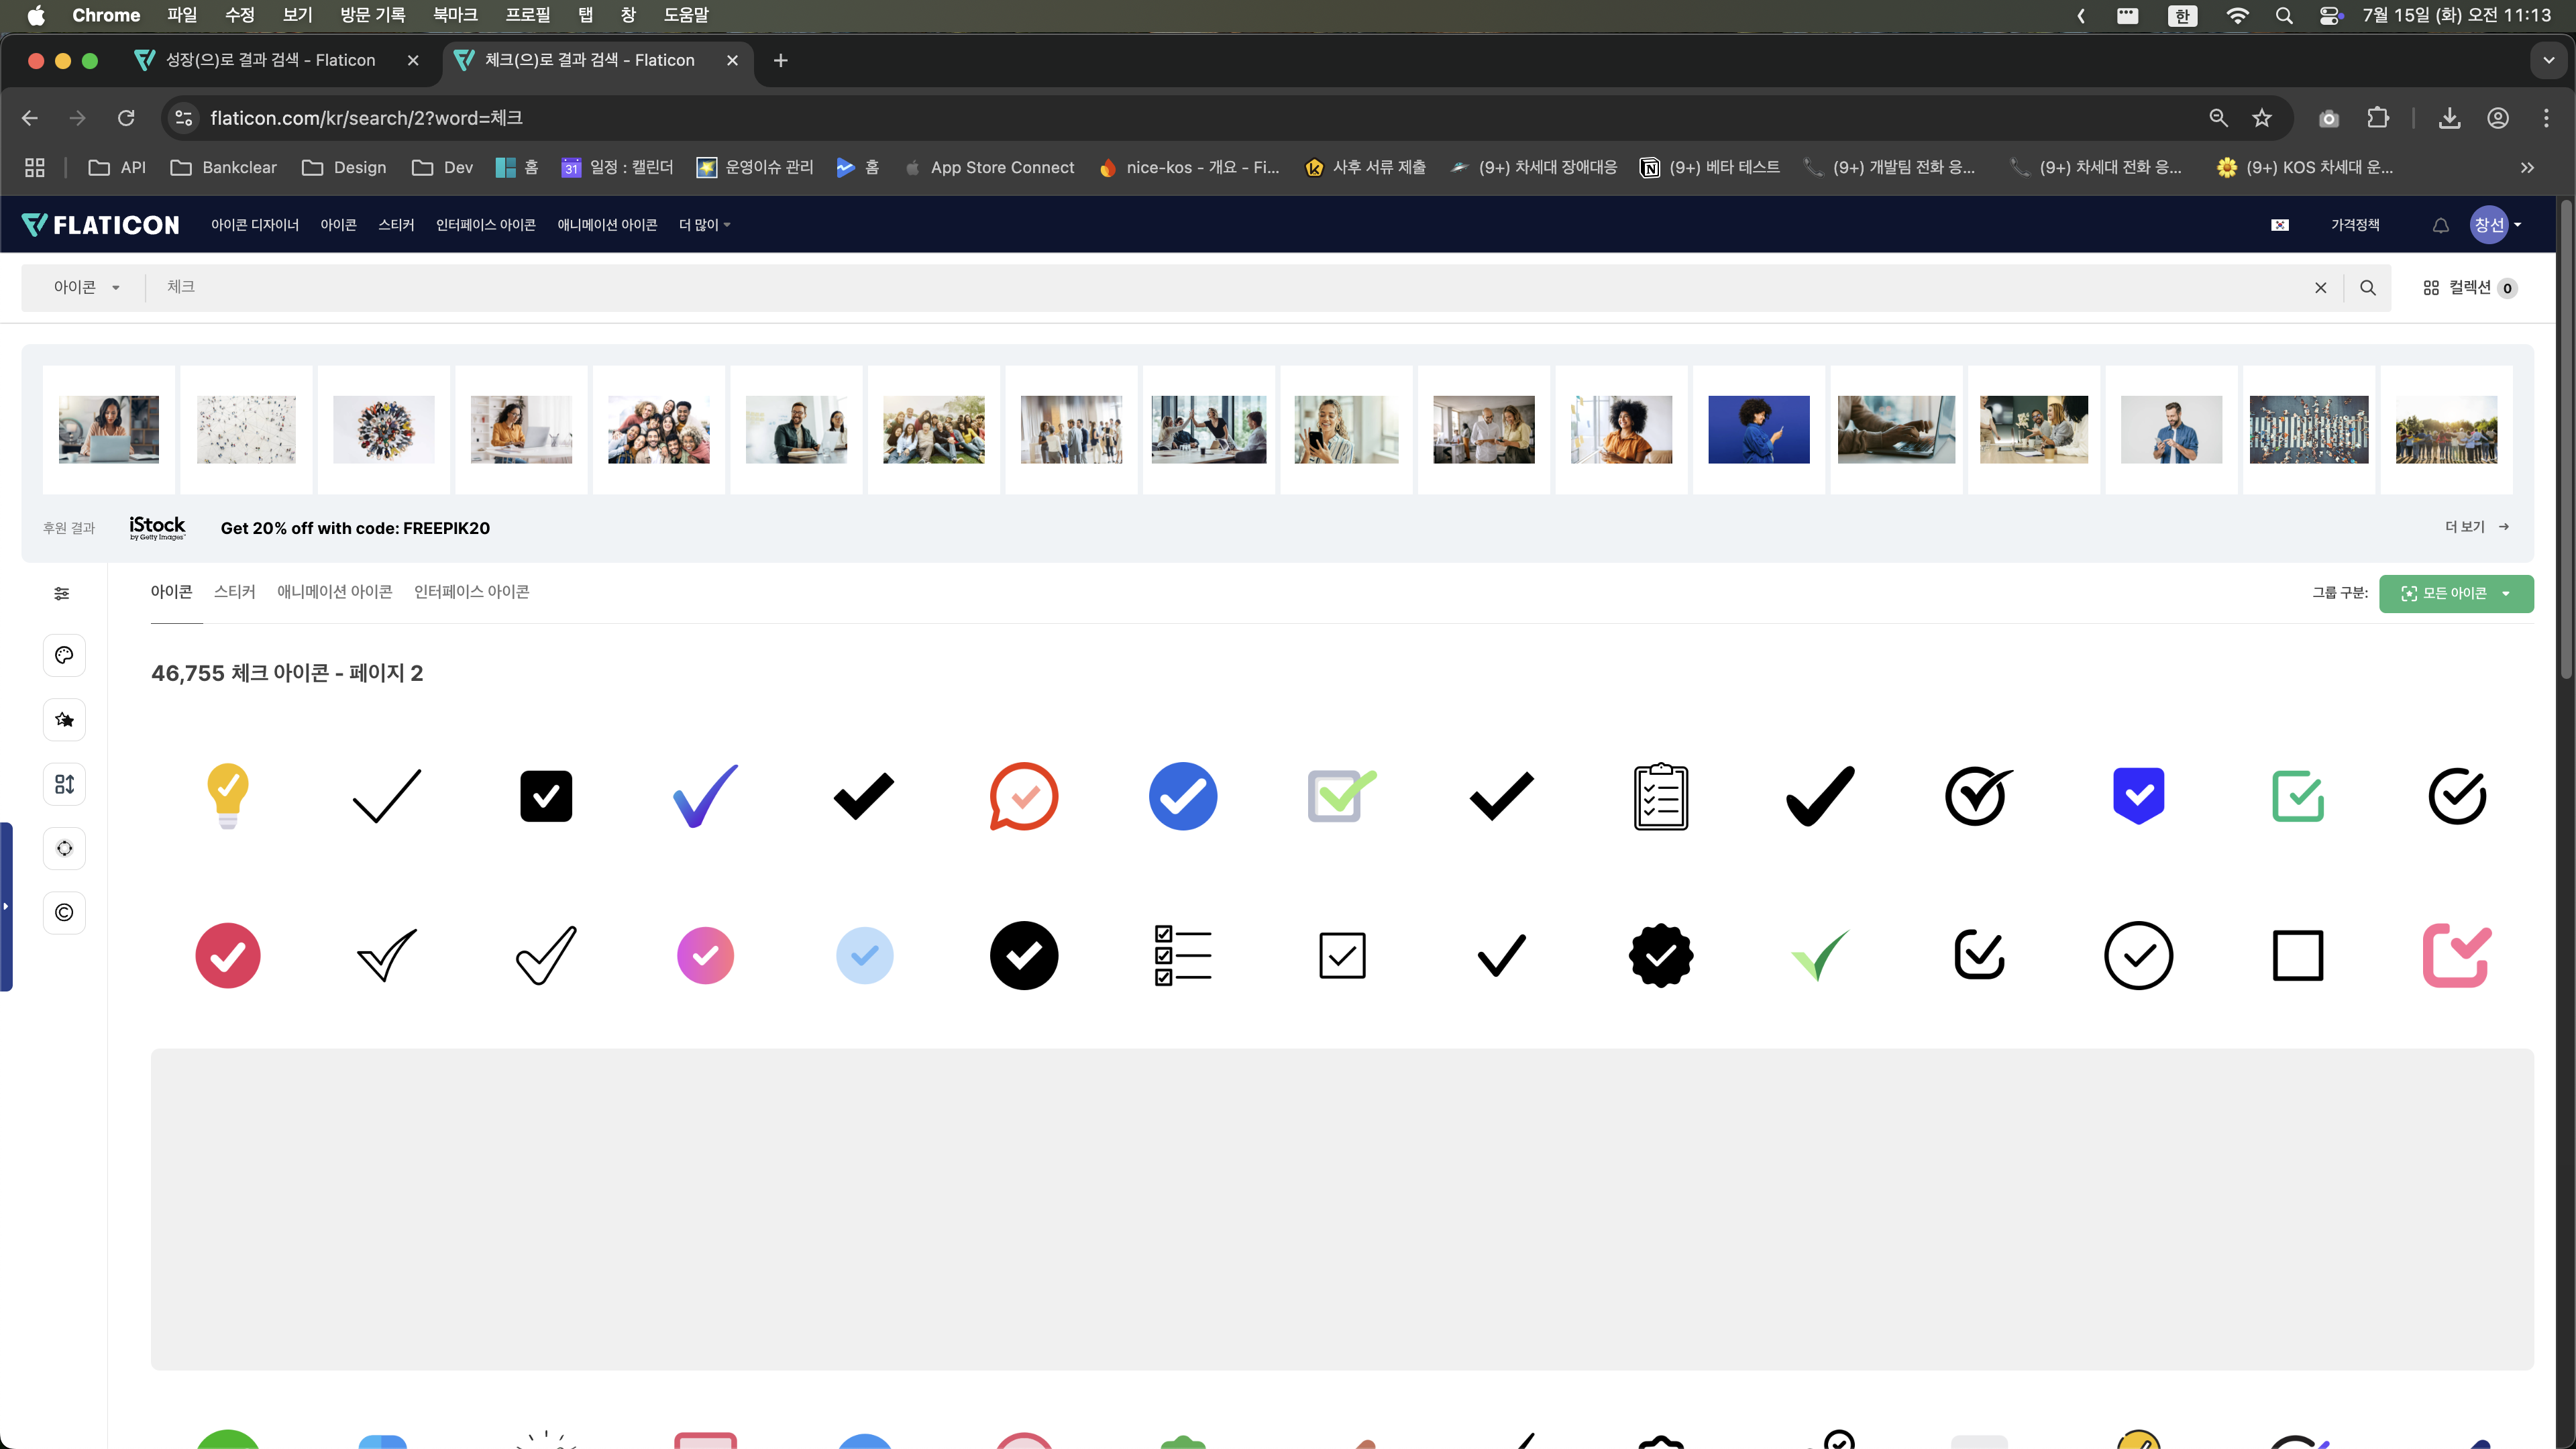 Chrome 파일 수정 보기 방문 기록 북마크 프로필 탭 창 도움말 한 7월 15일 (화) 오전 11:13
성장(으)로 결과 검색 - Flaticon 체크(으)로 결과 검색 - Flaticon
flaticon.com/kr/search/2?word=체크
API Bankclear Design Dev 홈 31 일정 : 캘린더 운영이슈 관리 홈 App Store Connect nice-kos - 개요 - Fi... 사후 서류 제출 (9+) 차세대 장애대응 (9+) 베타 테스트 (9+) 개발팀 전화 응... (9+) 차세대 전화 응... (9+) KOS 차세대 운...
FLATICON 아이콘 디자이너 아이콘 스티커 인터페이스 아이콘 애니메이션 아이콘 더 많이 가격정책 창선
아이콘 체크 컬렉션 0
후원 결과 iStock by Getty Images™ Get 20% off with code: FREEPIK20 더 보기
아이콘 스티커 애니메이션 아이콘 인터페이스 아이콘 그룹 구분: 모든 아이콘
46,755 체크 아이콘 - 페이지 2